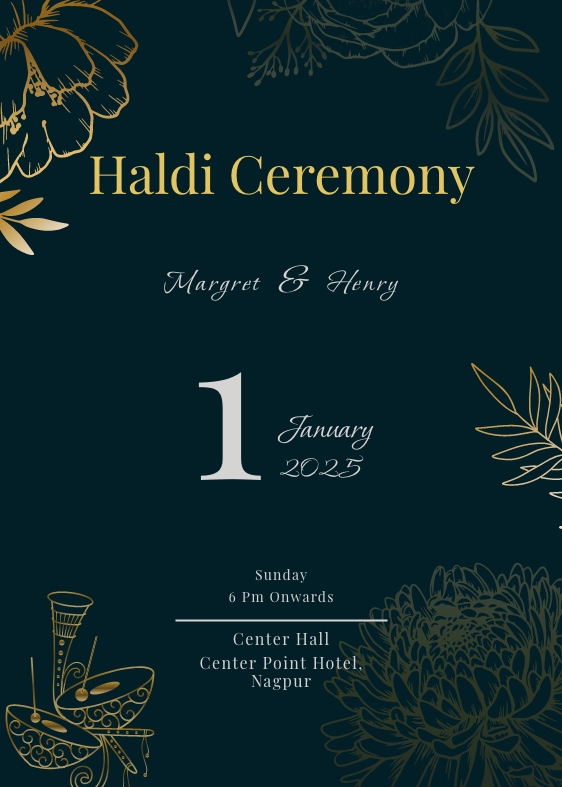 Haldi Ceremony
Margret & Henry
1 January
2025
Sunday
6 Pm Onwards
Center Hall
Center Point Hotel,
Nagpur